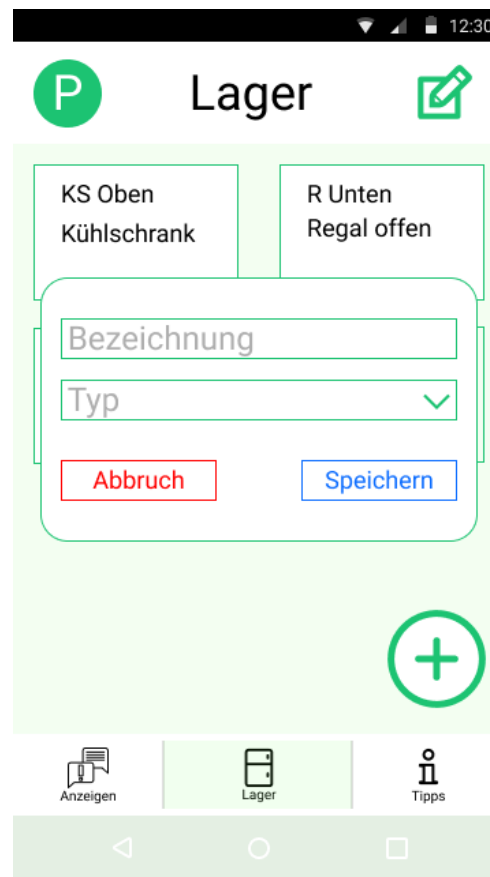 12:30
P
Lager
KS Oben
Kühlschrank
R Unten
Regal offen
Bezeichnung
Typ
Abbruch
Speichern
Anzeigen
Lager
Tipps